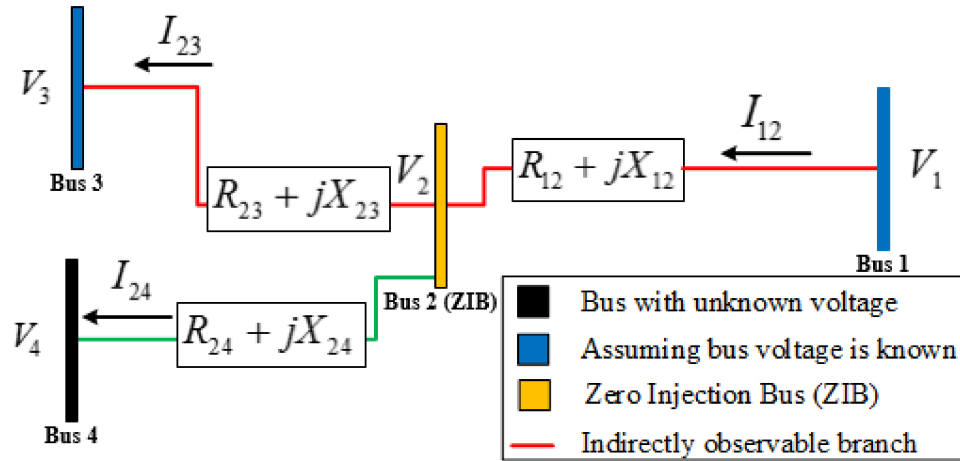 I₂₃
V₃
Bus 3
R₂₃ + jX₂₃
V₂
R₁₂ + jX₁₂
I₁₂
V₁
Bus 1
Bus 2 (ZIB)
I₂₄
V₄
R₂₄ + jX₂₄
Bus 4
Bus with unknown voltage
Assuming bus voltage is known
Zero Injection Bus (ZIB)
Indirectly observable branch